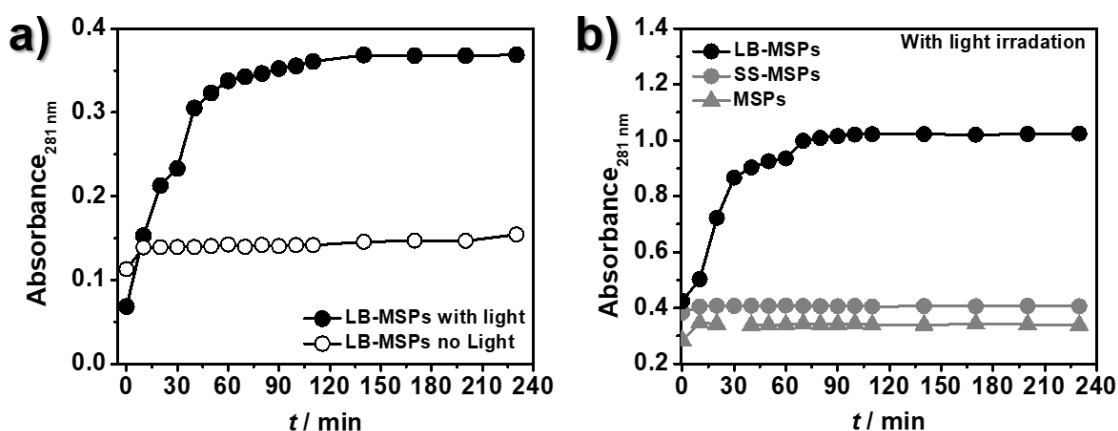 a)
Absorbance281 nm
0.4
0.3
0.2
0.1
0.0
LB-MSPs with light
LB-MSPs no Light
0 30 60 90 120 150 180 210 240
t / min
b)
Absorbance281 nm
1.4
1.2
1.0
0.8
0.6
0.4
0.2
With light irradation
LB-MSPs
SS-MSPs
MSPs
0 30 60 90 120 150 180 210 240
t / min